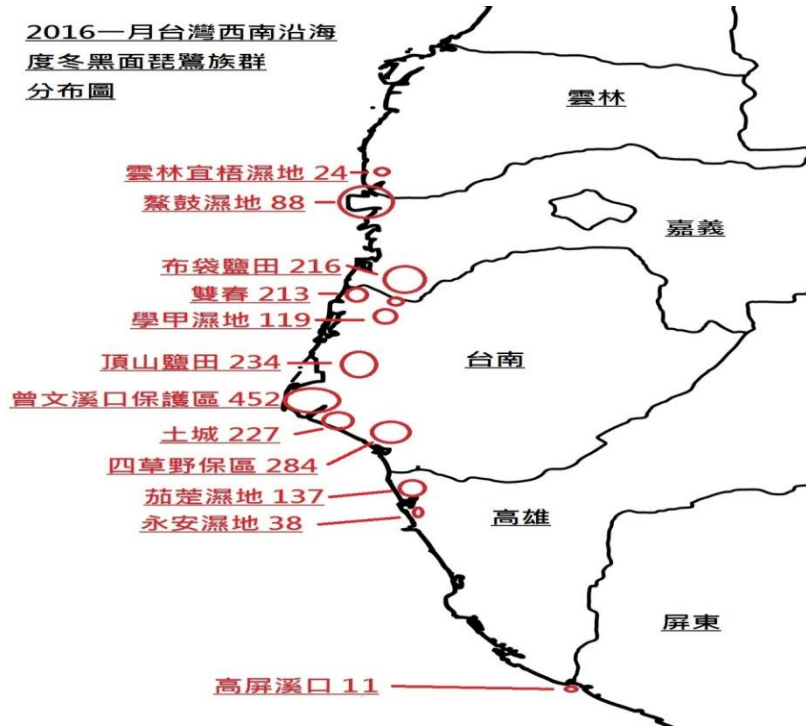 2016一月台灣西南沿海
度冬黑面琵鷺族群
分布圖
雲林
雲林宜梧濕地 24
鰲鼓濕地 88
嘉義
布袋鹽田 216
雙春 213
學甲濕地 119
頂山鹽田 234
台南
曾文溪口保護區 452
土城 227
四草野保區 284
茄萣濕地 137
永安濕地 38
高雄
屏東
高屏溪口 11